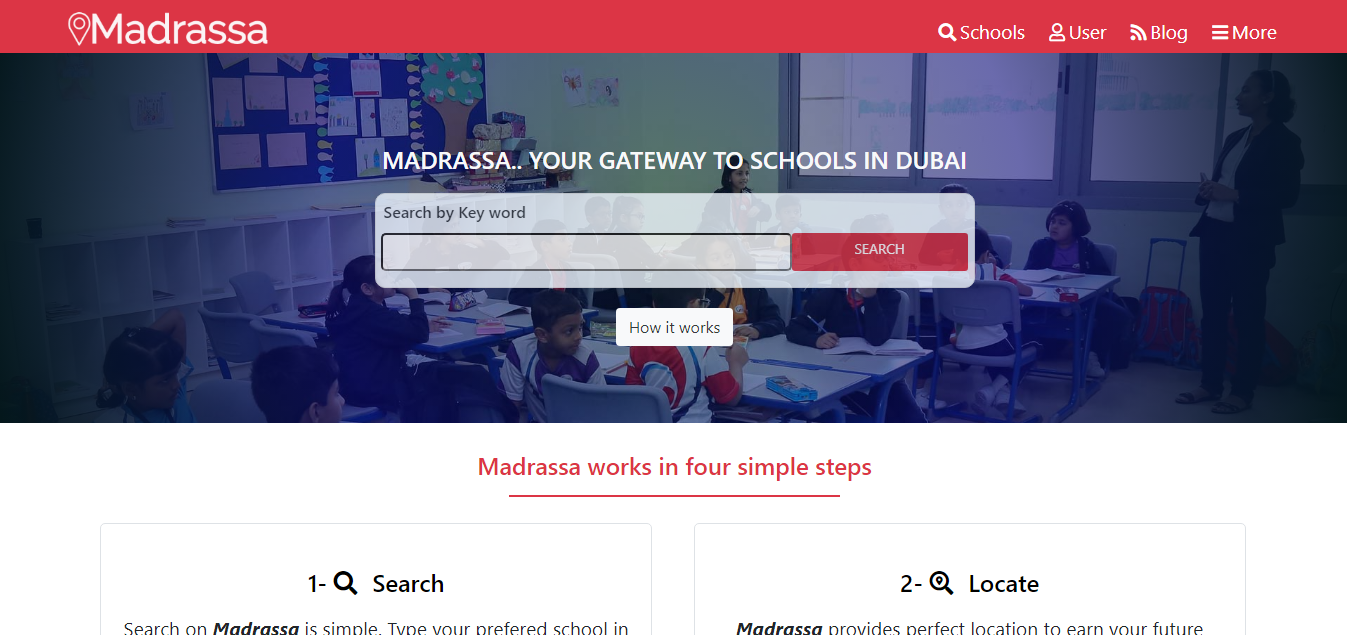 Madrassa
Schools User Blog More
MADRASSA.. YOUR GATEWAY TO SCHOOLS IN DUBAI
Search by Key word
SEARCH
How it works
Madrassa works in four simple steps
1- Search
Search on Madrassa is simple. Type your prefered school in
2- Locate
Madrassa provides perfect location to earn your future